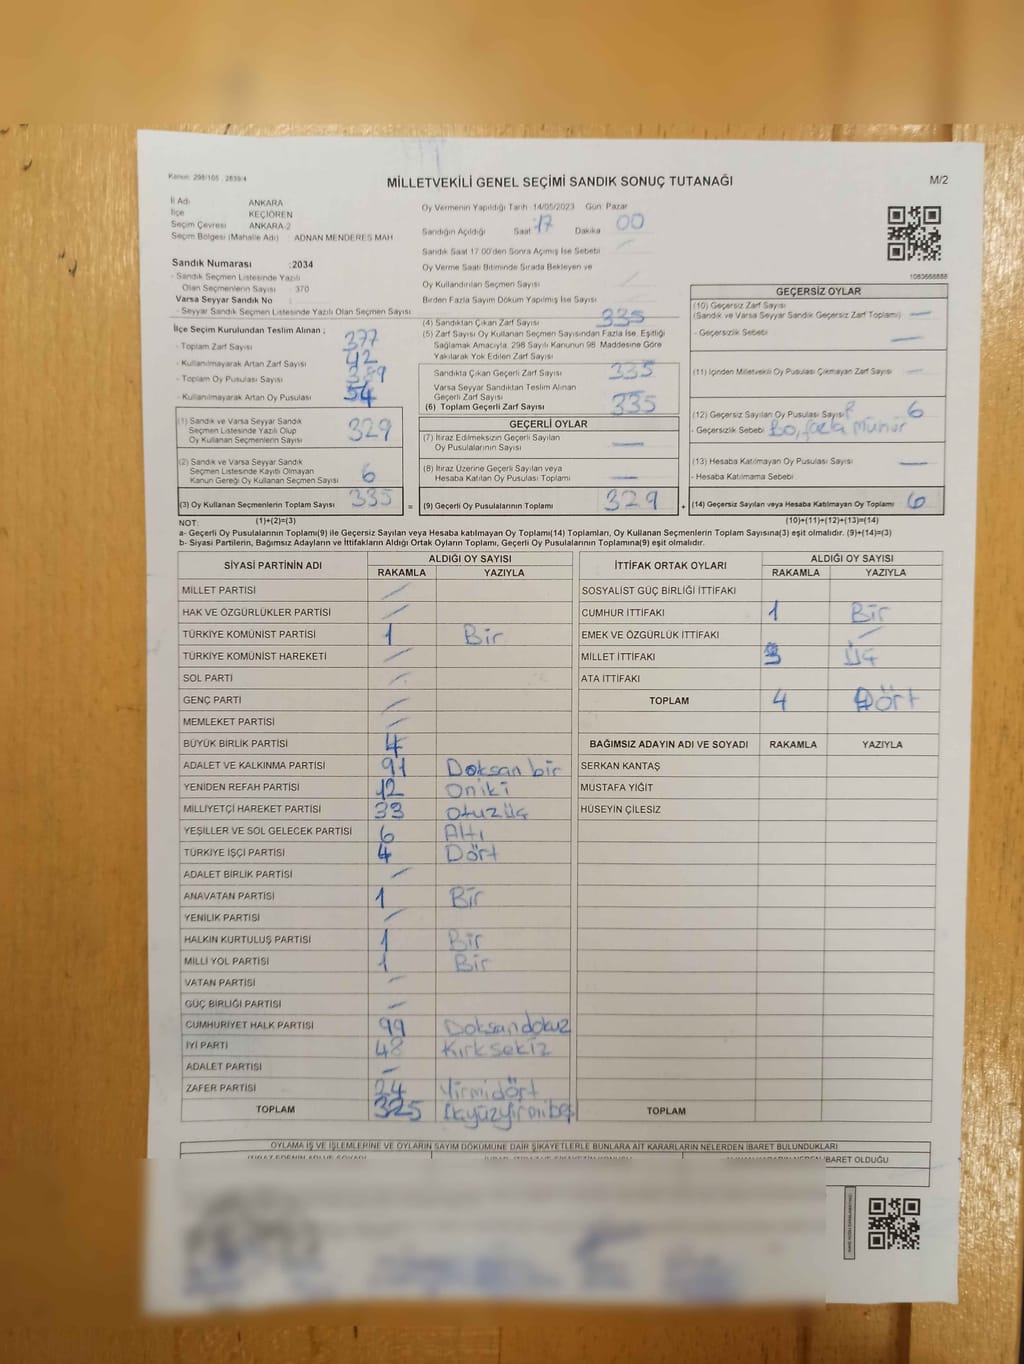 Kanun: 298/105 , 2839/4
MİLLETVEKİLİ GENEL SEÇİMİ SANDIK SONUÇ TUTANAĞI
M/2
İl Adı ANKARA
İlçe KEÇİÖREN
Seçim Çevresi ANKARA-2
Seçim Bölgesi (Mahalle Adı) : ADNAN MENDERES MAH
Sandık Numarası :2034
- Sandık Seçmen Listesinde Yazılı
Olan Seçmenlerin Sayısı : 370
Varsa Seyyar Sandık No
- Seyyar Sandık Seçmen Listesinde Yazılı Olan Seçmen Sayısı
İlçe Seçim Kurulundan Teslim Alınan ;
- Toplam Zarf Sayısı 377
- Kullanılmayarak Artan Zarf Sayısı 42
- Toplam Oy Pusulası Sayısı 389
- Kullanılmayarak Artan Oy Pusulası 54
(1) Sandık ve Varsa Seyyar Sandık
Seçmen Listesinde Yazılı Olup
Oy Kullanan Seçmenlerin Sayısı 329
(2) Sandık ve Varsa Seyyar Sandık
Seçmen Listesinde Kayıtlı Olmayan
Kanun Gereği Oy Kullanan Seçmen Sayısı 6
(3) Oy Kullanan Seçmenlerin Toplam Sayısı 335 =
Oy Vermenin Yapıldığı Tarih :14/05/2023 Gün: Pazar
Sandığın Açıldığı Saat : 17 Dakika 00
Sandık Saat 17:00'den Sonra Açılmış İse Sebebi
Oy Verme Saati Bitiminde Sırada Bekleyen ve
Oy Kullandırılan Seçmen Sayısı
Birden Fazla Sayım Döküm Yapılmış İse Sayısı
(4) Sandıktan Çıkan Zarf Sayısı 335
(5) Zarf Sayısı Oy Kullanan Seçmen Sayısından Fazla İse, Eşitliği
Sağlamak Amacıyla, 298 Sayılı Kanunun 98. Maddesine Göre
Yakılarak Yok Edilen Zarf Sayısı
Sandıkta Çıkan Geçerli Zarf Sayısı 335
Varsa Seyyar Sandıktan Teslim Alınan
Geçerli Zarf Sayısı
(6) Toplam Geçerli Zarf Sayısı 335
GEÇERLİ OYLAR
(7) İtiraz Edilmeksizin Geçerli Sayılan
Oy Pusulalarının Sayısı —
(8) İtiraz Üzerine Geçerli Sayılan veya
Hesaba Katılan Oy Pusulası Toplamı —
(9) Geçerli Oy Pusulalarının Toplamı 329 +
1083668888
GEÇERSİZ OYLAR
(10) Geçersiz Zarf Sayısı
(Sandık ve Varsa Seyyar Sandık Geçersiz Zarf Toplamı) —
- Geçersizlik Sebebi : —
(11) İçinden Milletvekili Oy Pusulası Çıkmayan Zarf Sayısı —
(12) Geçersiz Sayılan Oy Pusulası Sayısı 6
- Geçersizlik Sebebi : Boş, fazla mühür
(13) Hesaba Katılmayan Oy Pusulası Sayısı —
- Hesaba Katılmama Sebebi
(14) Geçersiz Sayılan veya Hesaba Katılmayan Oy Toplamı 6
NOT: (1)+(2)=(3) (10)+(11)+(12)+(13)=(14)
a- Geçerli Oy Pusulalarının Toplamı(9) ile Geçersiz Sayılan veya Hesaba katılmayan Oy Toplamı(14) Toplamları, Oy Kullanan Seçmenlerin Toplam Sayısına(3) eşit olmalıdır. (9)+(14)=(3)
b- Siyasi Partilerin, Bağımsız Adayların ve İttifakların Aldığı Ortak Oyların Toplamı, Geçerli Oy Pusulalarının Toplamına(9) eşit olmalıdır.
SİYASİ PARTİNİN ADI ALDIĞI OY SAYISI
RAKAMLA YAZIYLA
MİLLET PARTİSİ
HAK VE ÖZGÜRLÜKLER PARTİSİ
TÜRKİYE KOMÜNİST PARTİSİ 1 Bir
TÜRKİYE KOMÜNİST HAREKETİ
SOL PARTİ
GENÇ PARTİ
MEMLEKET PARTİSİ
BÜYÜK BİRLİK PARTİSİ 4
ADALET VE KALKINMA PARTİSİ 91 Doksan bir
YENİDEN REFAH PARTİSİ 12 Oniki
MİLLİYETÇİ HAREKET PARTİSİ 33 otuzüç
YEŞİLLER VE SOL GELECEK PARTİSİ 6 Altı
TÜRKİYE İŞÇİ PARTİSİ 4 Dört
ADALET BİRLİK PARTİSİ
ANAVATAN PARTİSİ 1 Bir
YENİLİK PARTİSİ
HALKIN KURTULUŞ PARTİSİ 1 Bir
MİLLİ YOL PARTİSİ 1 Bir
VATAN PARTİSİ
GÜÇ BİRLİĞİ PARTİSİ
CUMHURİYET HALK PARTİSİ 99 Doksandokuz
İYİ PARTİ 48 Kırksekiz
ADALET PARTİSİ
ZAFER PARTİSİ 24 Yirmidört
TOPLAM 325 üçyüzyirmibeş
İTTİFAK ORTAK OYLARI ALDIĞI OY SAYISI
RAKAMLA YAZIYLA
SOSYALİST GÜÇ BİRLİĞİ İTTİFAKI
CUMHUR İTTİFAKI 1 Bir
EMEK VE ÖZGÜRLÜK İTTİFAKI
MİLLET İTTİFAKI 3 Üç
ATA İTTİFAKI
TOPLAM 4 Dört
BAĞIMSIZ ADAYIN ADI VE SOYADI RAKAMLA YAZIYLA
SERKAN KANTAŞ
MUSTAFA YİĞİT
HÜSEYİN ÇİLESİZ
TOPLAM
OYLAMA İŞ VE İŞLEMLERİNE VE OYLARIN SAYIM DÖKÜMÜNE DAİR ŞİKAYETLERLE BUNLARA AİT KARARLARIN NELERDEN İBARET BULUNDUKLARI
İBARET OLDUĞU